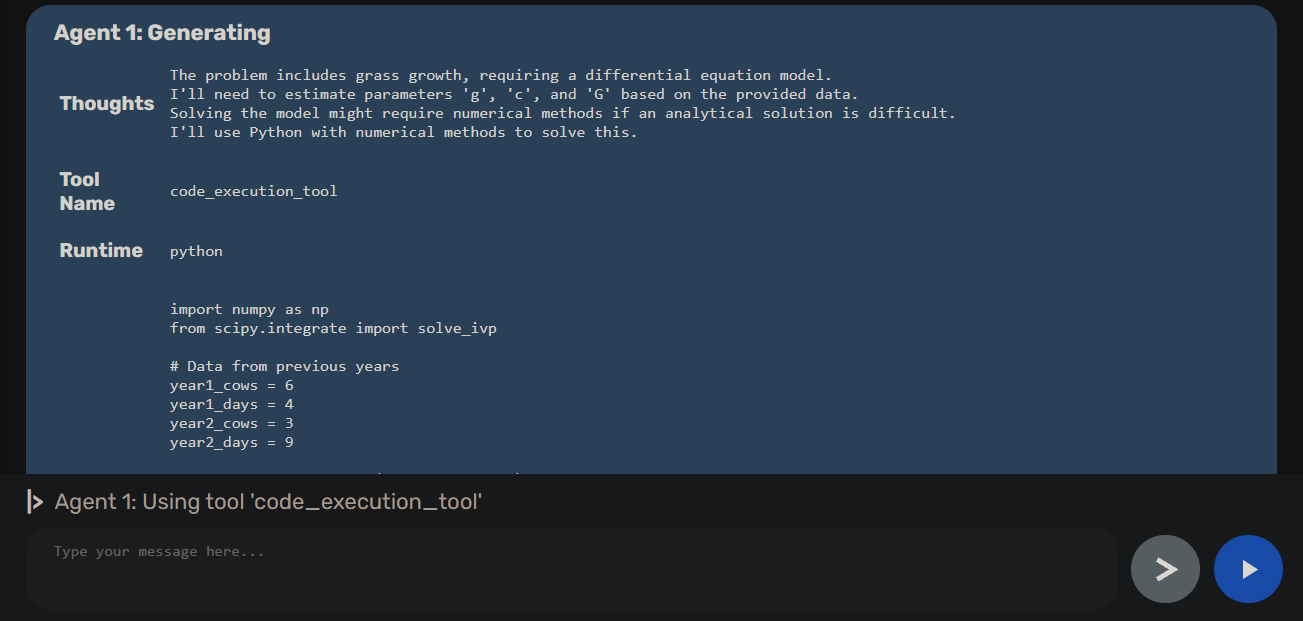 Agent 1: Generating
Thoughts
The problem includes grass growth, requiring a differential equation model.
I'll need to estimate parameters 'g', 'c', and 'G' based on the provided data.
Solving the model might require numerical methods if an analytical solution is difficult.
I'll use Python with numerical methods to solve this.
Tool
Name
code_execution_tool
Runtime
python
import numpy as np
from scipy.integrate import solve_ivp
# Data from previous years
year1_cows = 6
year1_days = 4
year2_cows = 3
year2_days = 9
|> Agent 1: Using tool 'code_execution_tool'
Type your message here...